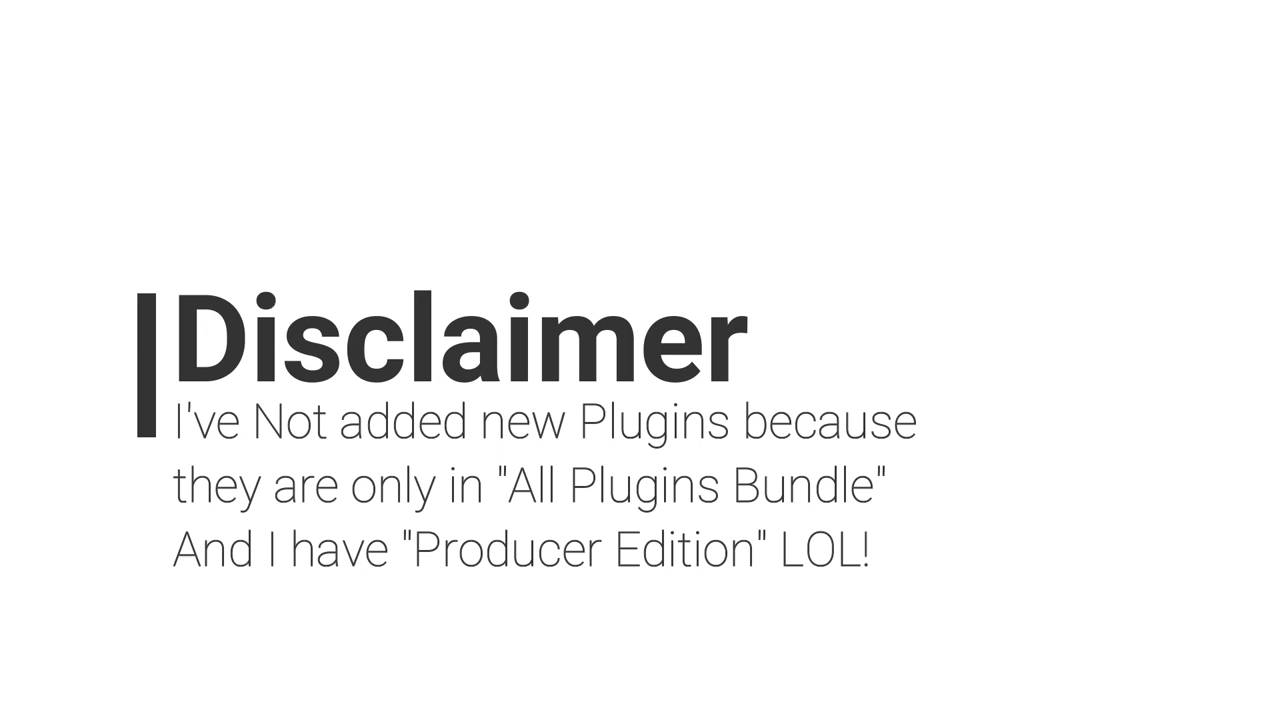 Disclaimer
I've Not added new Plugins because
they are only in "All Plugins Bundle"
And I have "Producer Edition" LOL!